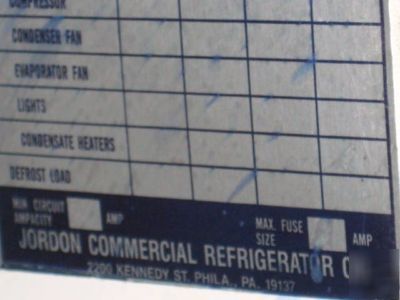 COMPRESSOR
CONDENSER FAN
EVAPORATOR FAN
LIGHTS
CONDENSATE HEATERS
DEFROST LOAD
MIN. CIRCUIT
AMPACITY AMP
MAX. FUSE
SIZE AMP
JORDON COMMERCIAL REFRIGERATOR C
2200 KENNEDY ST. PHILA., PA. 19137